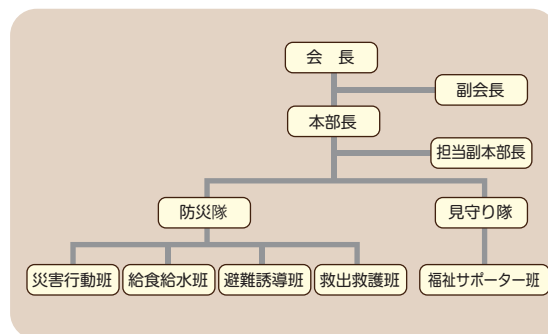 会　長
副会長
本部長
担当副本部長
防災隊
見守り隊
災害行動班
給食給水班
避難誘導班
救出救護班
福祉サポーター班